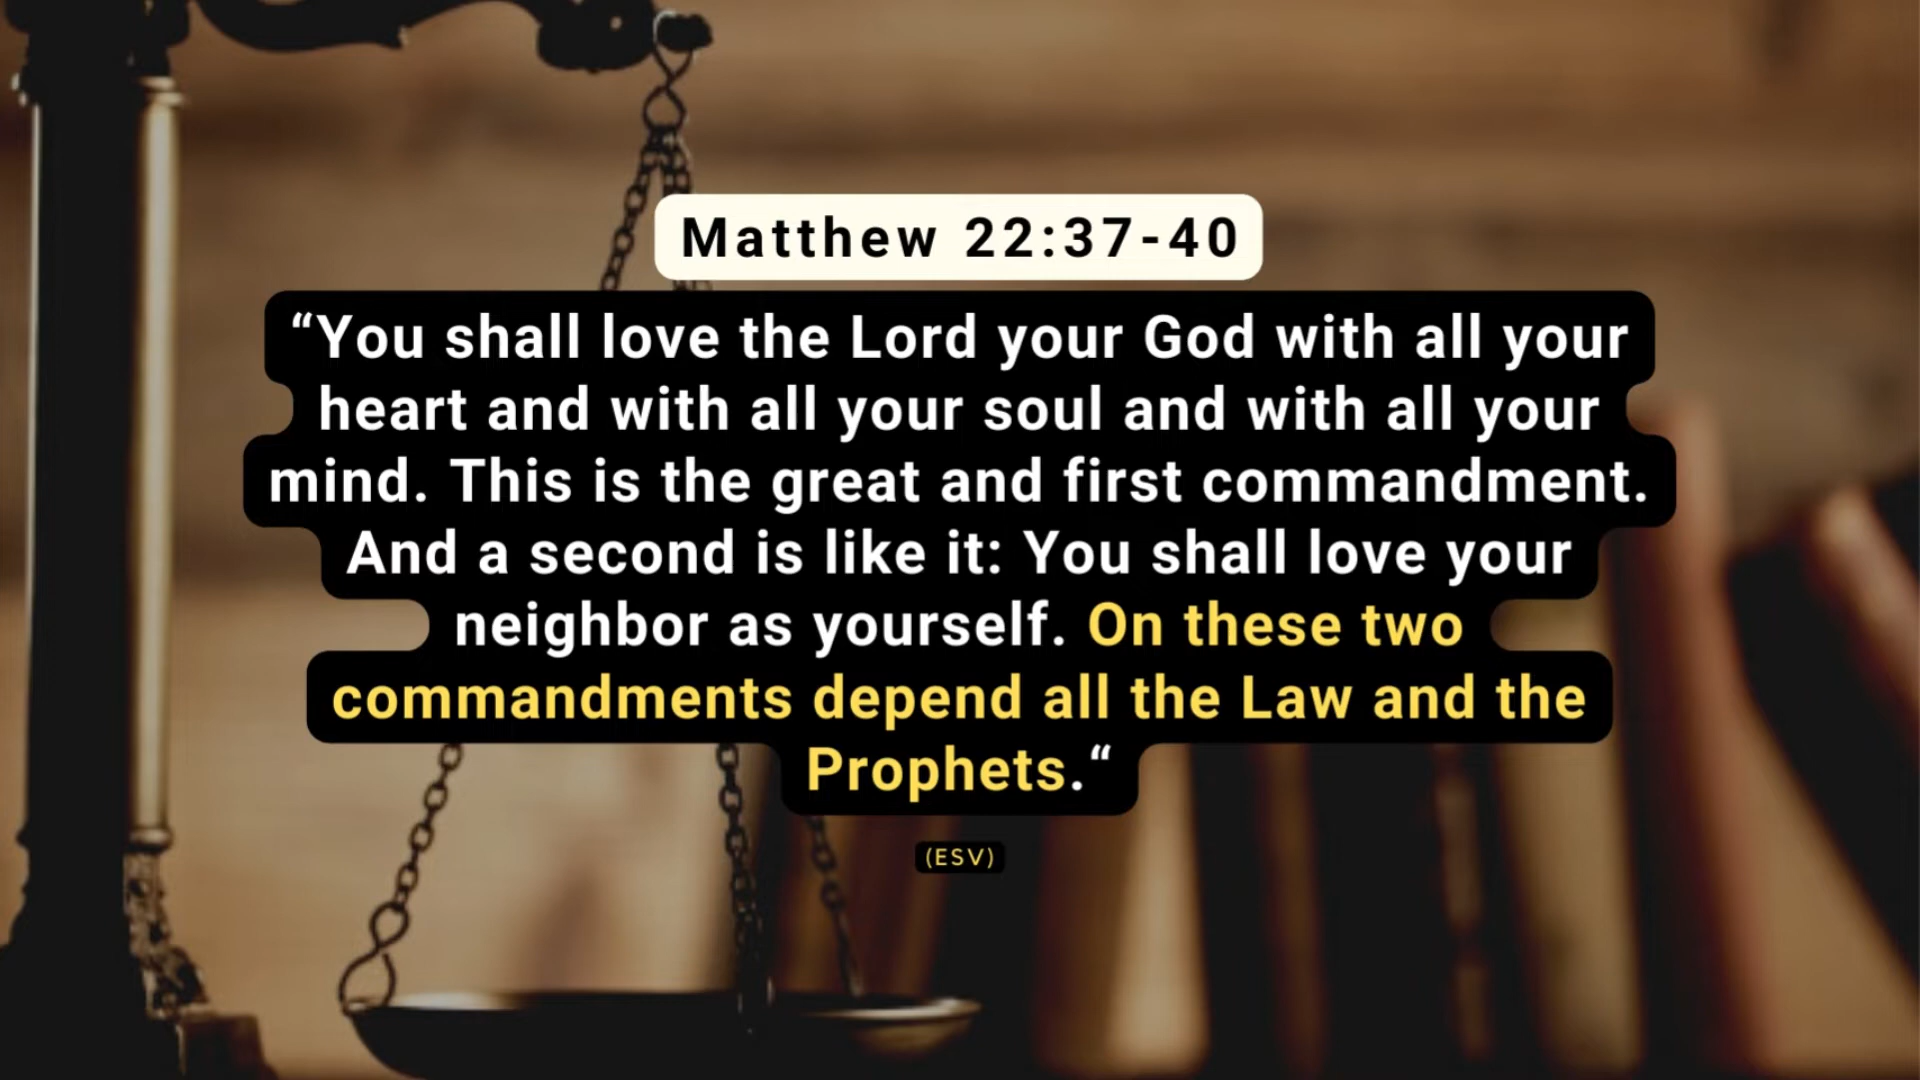 Matthew 22:37-40
“You shall love the Lord your God with all your
heart and with all your soul and with all your
mind. This is the great and first commandment.
And a second is like it: You shall love your
neighbor as yourself. On these two
commandments depend all the Law and the
Prophets.“
(ESV)